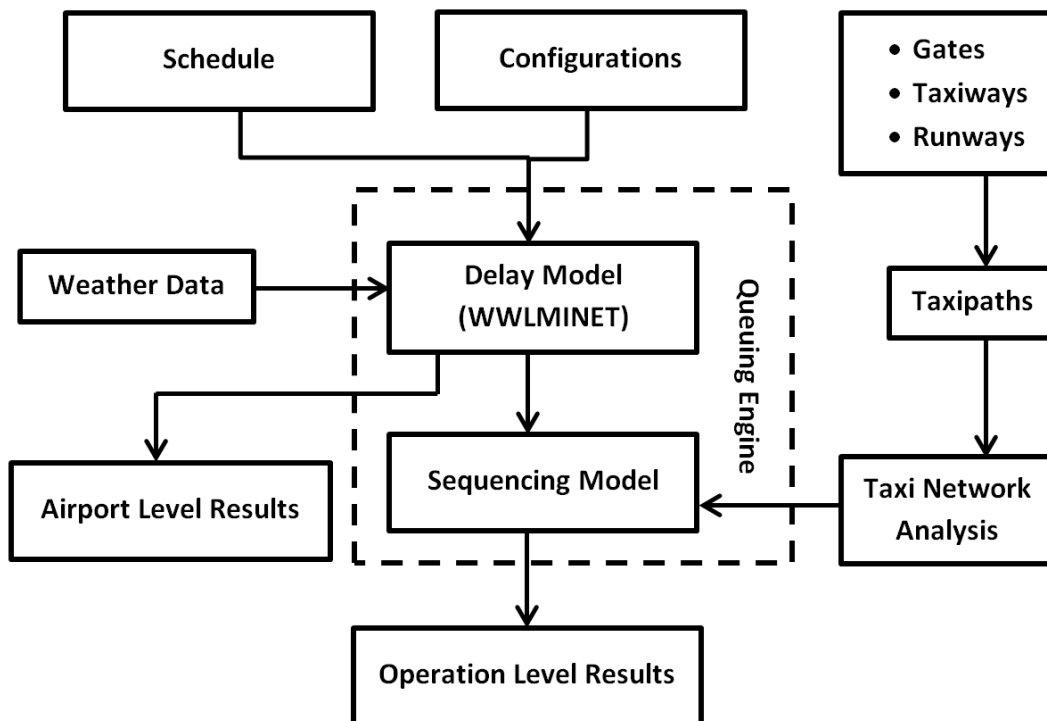 Schedule
Configurations
• Gates
• Taxiways
• Runways
Weather Data
Delay Model
(WWLMINET)
Queuing Engine
Taxipaths
Airport Level Results
Sequencing Model
Taxi Network
Analysis
Operation Level Results